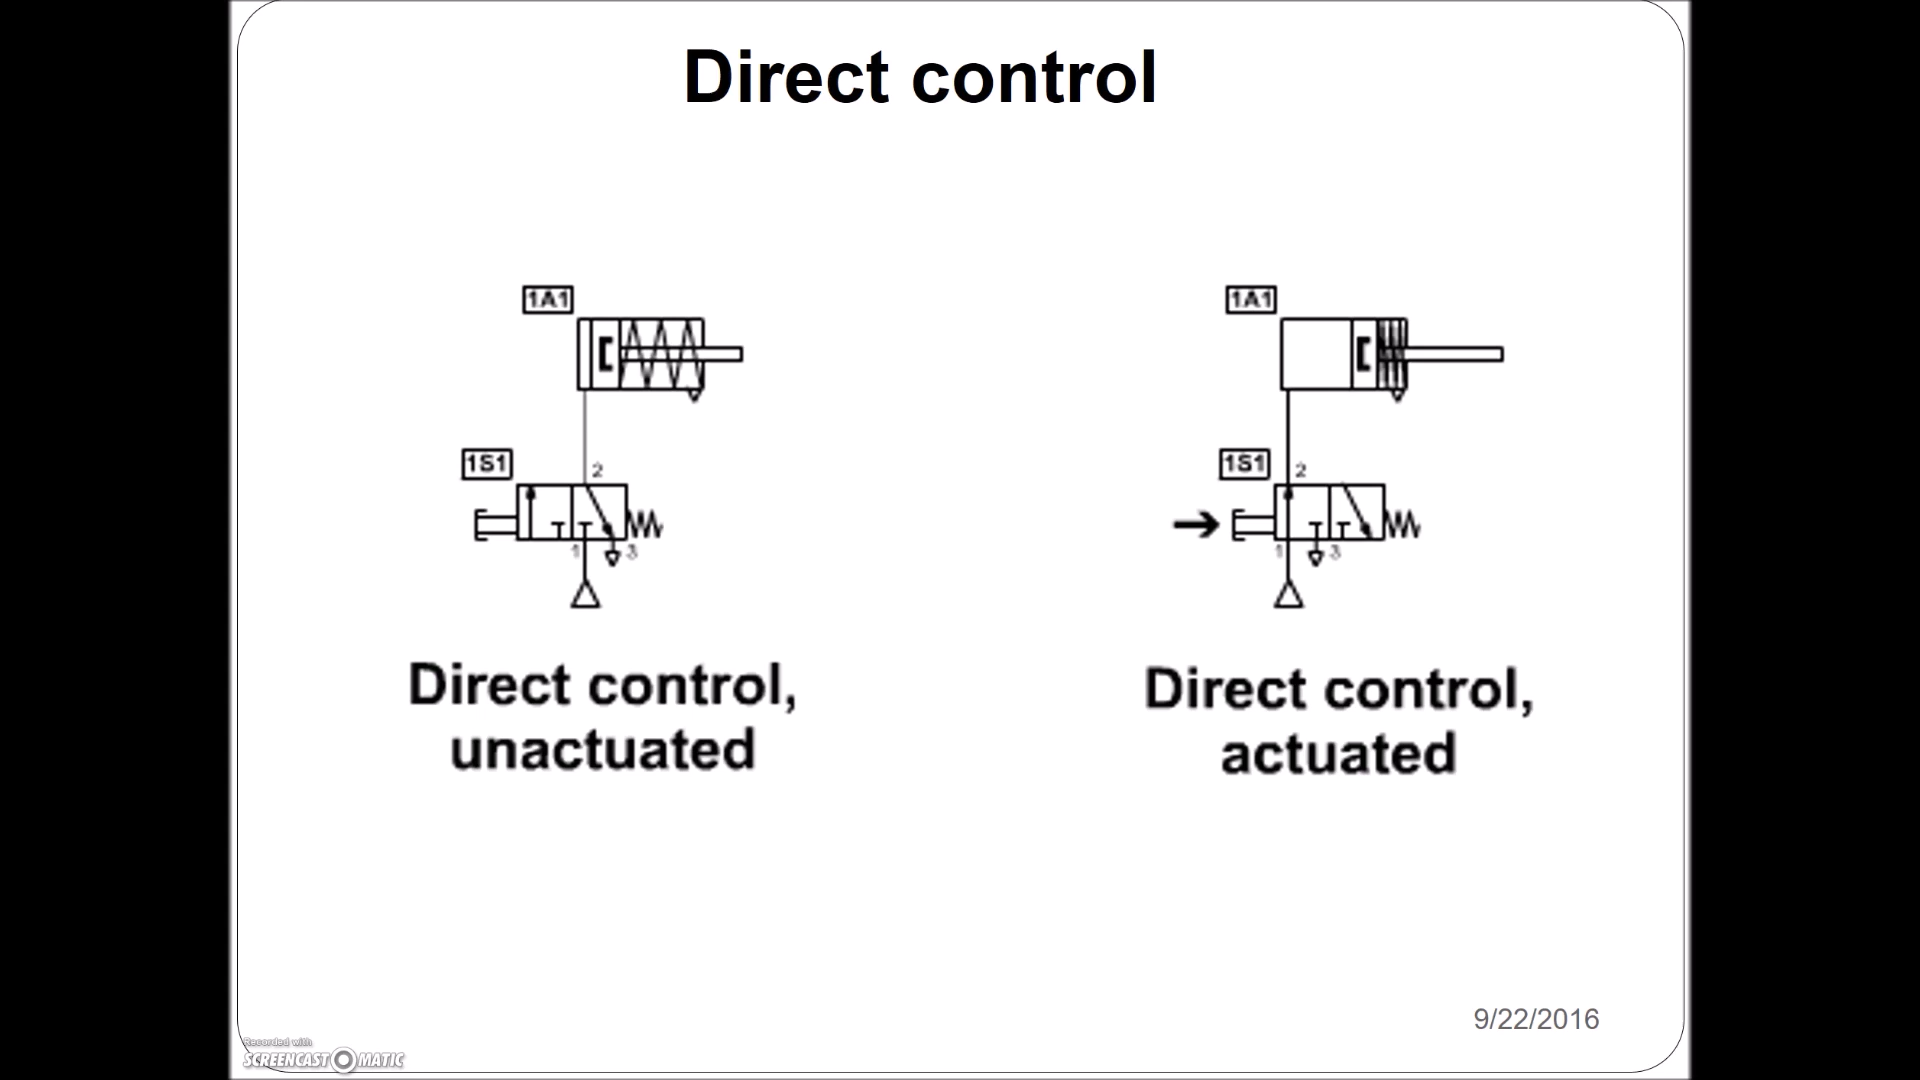 Direct control
1A1
1A1
1S1
2
1S1
2
1
3
1
3
Direct control,
unactuated
Direct control,
actuated
9/22/2016
Recorded with
SCREENCAST MATIC